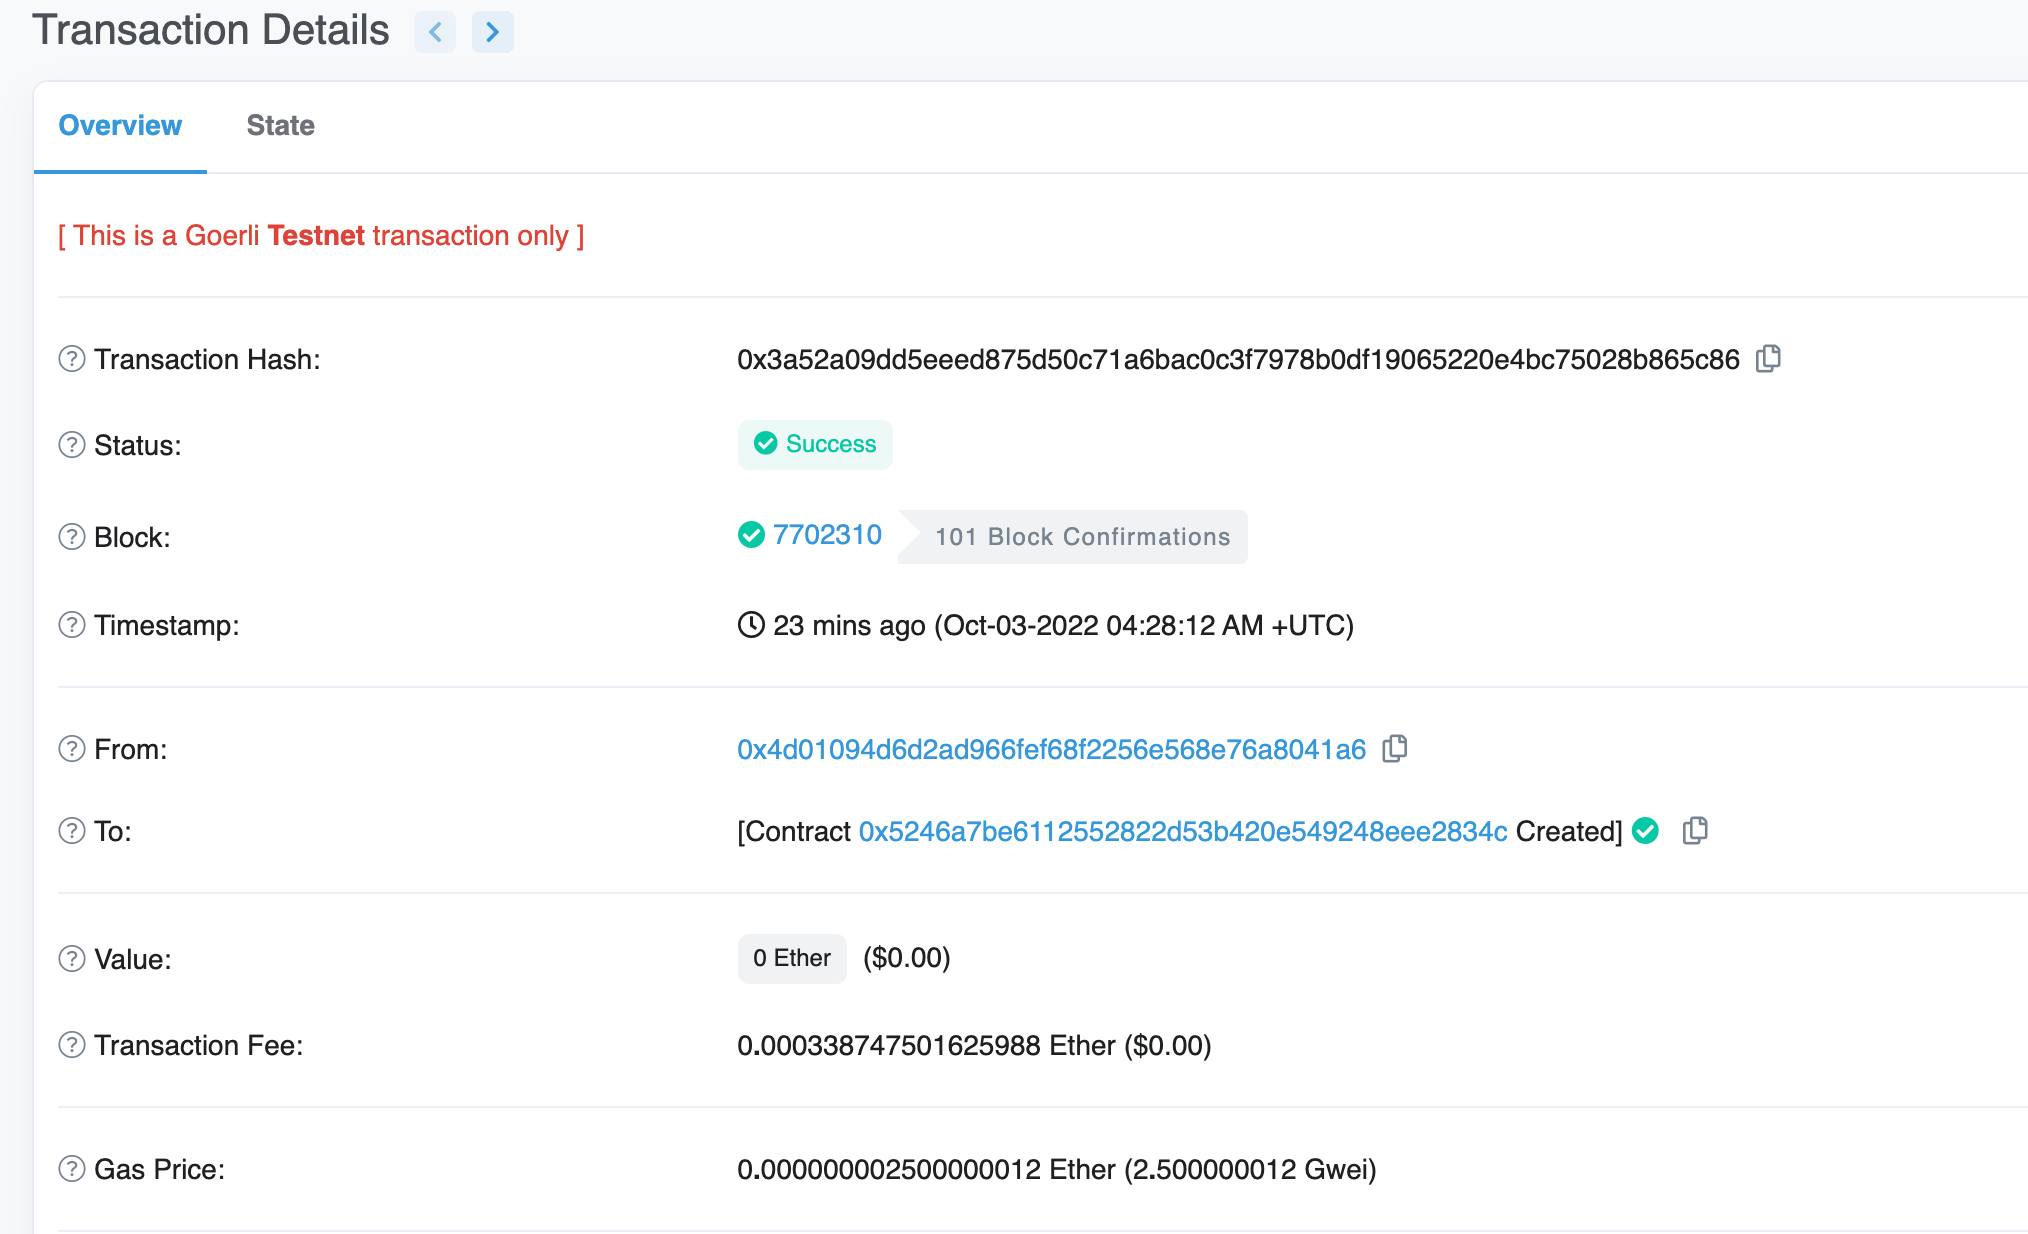 Transaction Details
Overview State
[ This is a Goerli Testnet transaction only ]
Transaction Hash: 0x3a52a09dd5eeed875d50c71a6bac0c3f7978b0df19065220e4bc75028b865c86
Status: Success
Block: 7702310 101 Block Confirmations
Timestamp: 23 mins ago (Oct-03-2022 04:28:12 AM +UTC)
From: 0x4d01094d6d2ad966fef68f2256e568e76a8041a6
To: [Contract 0x5246a7be6112552822d53b420e549248eee2834c Created]
Value: 0 Ether ($0.00)
Transaction Fee: 0.000338747501625988 Ether ($0.00)
Gas Price: 0.000000002500000012 Ether (2.500000012 Gwei)